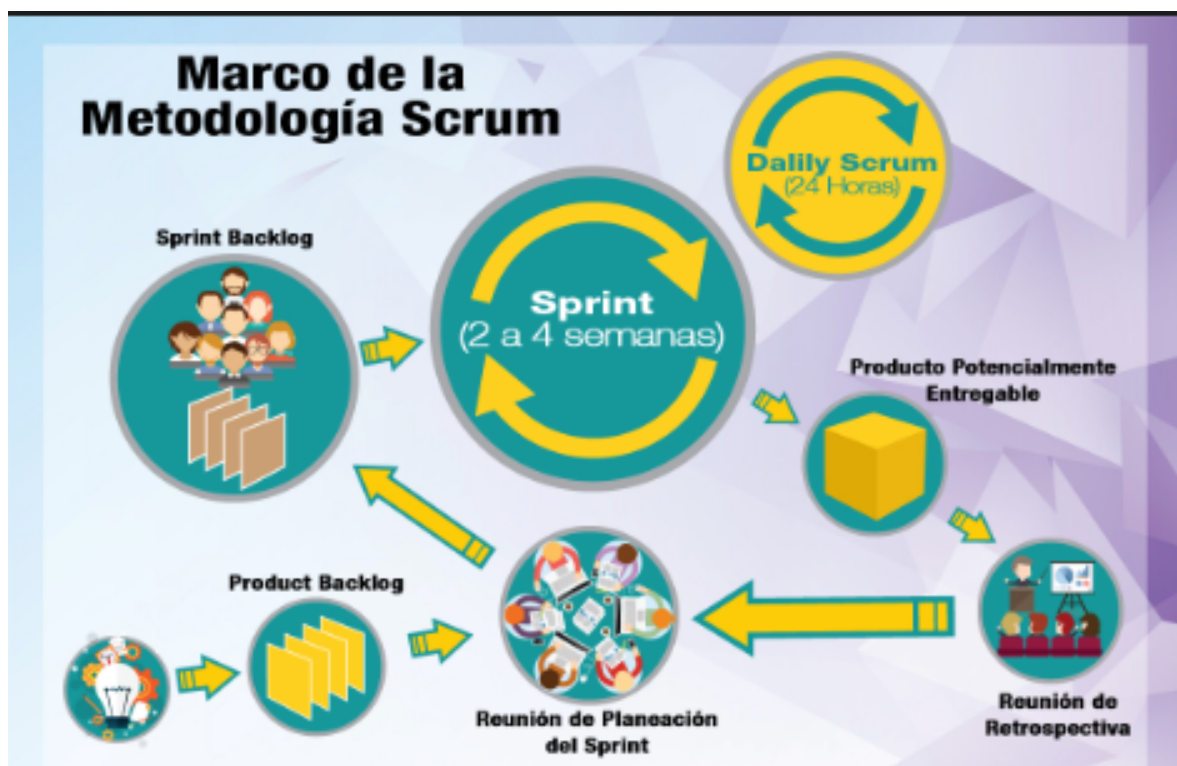 Marco de la
Metodología Scrum
Dalily Scrum
(24 Horas)
Sprint Backlog
Sprint
(2 a 4 semanas)
Producto Potencialmente
Entregable
Product Backlog
Reunión de Planeación
del Sprint
Reunión de
Retrospectiva